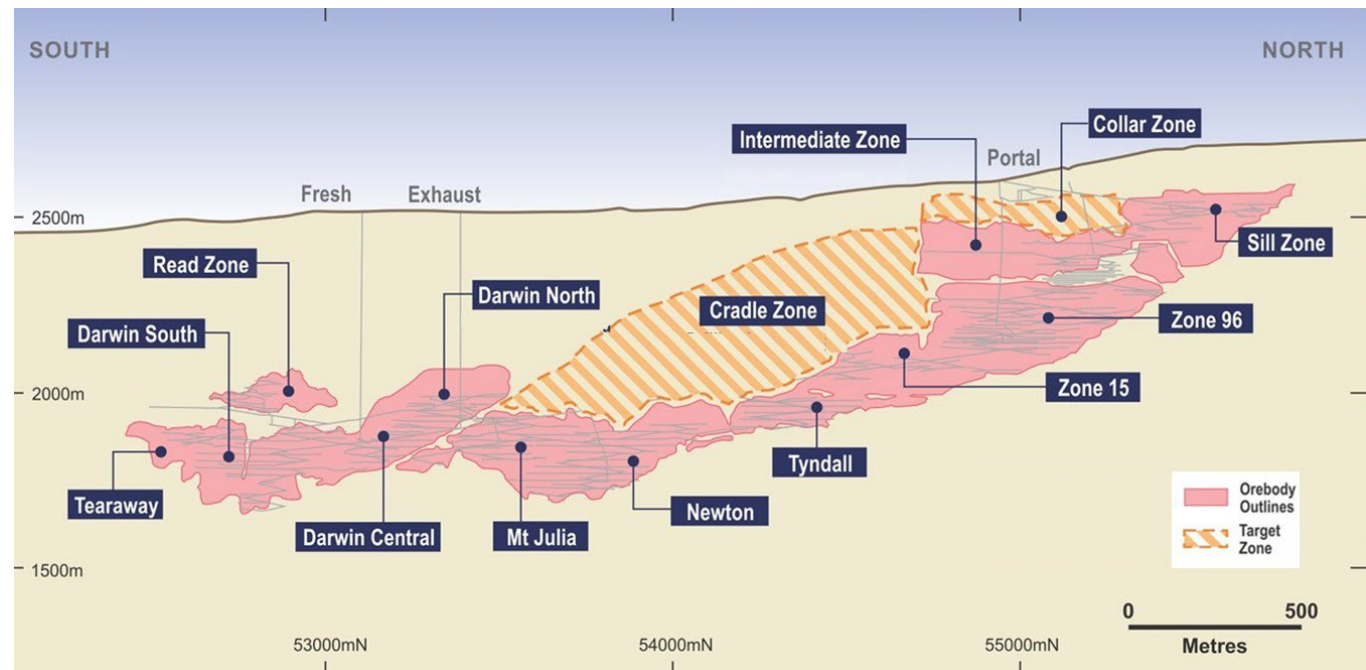 SOUTH
NORTH
Collar Zone
Intermediate Zone
Portal
Fresh
Exhaust
2500m
Sill Zone
Read Zone
Darwin North
Cradle Zone
Zone 96
Darwin South
2000m
Zone 15
Tyndall
Tearaway
Newton
Darwin Central
Mt Julia
Orebody
Outlines
Target
Zone
1500m
0
500
Metres
53000mN
54000mN
55000mN